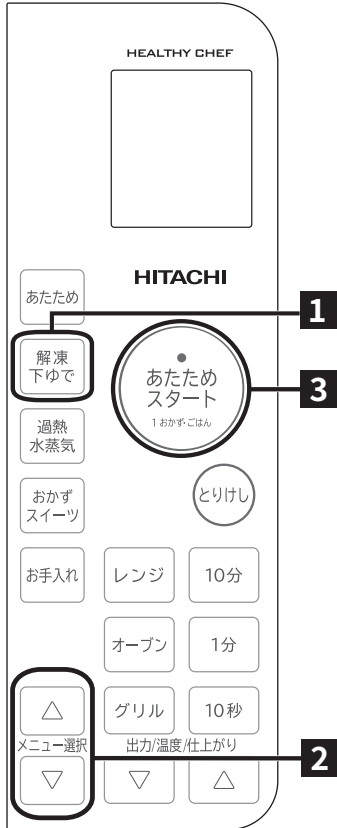 HEALTHY CHEF
HITACHI
あたため
1
解凍
下ゆで
あたため
スタート
1 おかず・ごはん
3
過熱
水蒸気
とりけし
おかず
スイーツ
お手入れ
レンジ
10分
オーブン
1分
グリル
10秒
メニュー選択
出力/温度/仕上がり
2